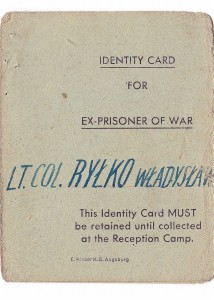 IDENTITY CARD
FOR
EX-PRISONER OF WAR
LT. COL. RYŁKO WŁADYSŁAW
This Identity Card MUST
be retained until collected
at the Reception Camp.
Augsburg